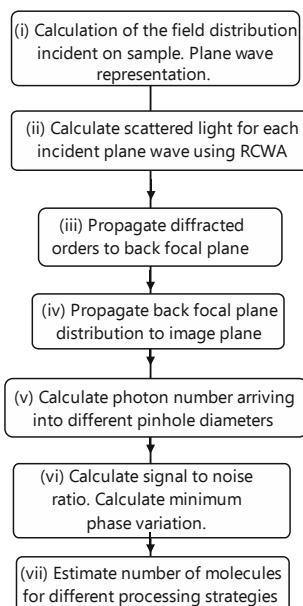 (i) Calculation of the field distribution
incident on sample. Plane wave
representation.
(ii) Calculate scattered light for each
incident plane wave using RCWA
(iii) Propagate diffracted
orders to back focal plane
(iv) Propagate back focal plane
distribution to image plane
(v) Calculate photon number arriving
into different pinhole diameters
(vi) Calculate signal to noise
ratio. Calculate minimum
phase variation.
(vii) Estimate number of molecules
for different processing strategies